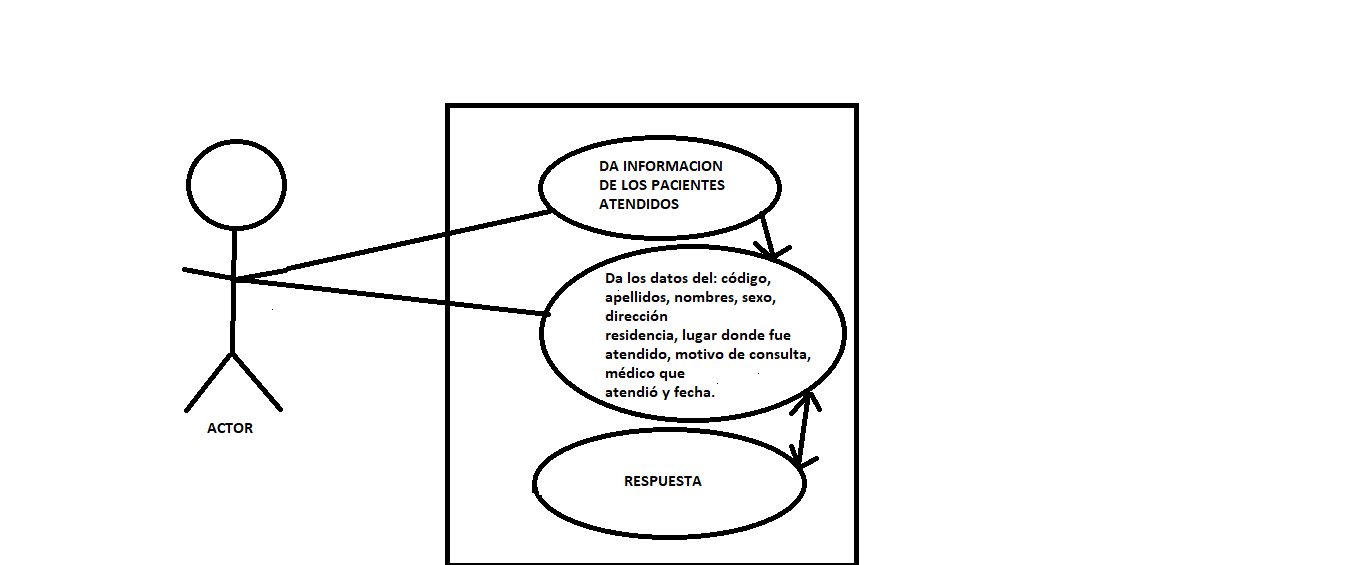 DA INFORMACION
DE LOS PACIENTES
ATENDIDOS
Da los datos del: código,
apellidos, nombres, sexo,
dirección
residencia, lugar donde fue
atendido, motivo de consulta,
médico que
atendió y fecha.
ACTOR
RESPUESTA